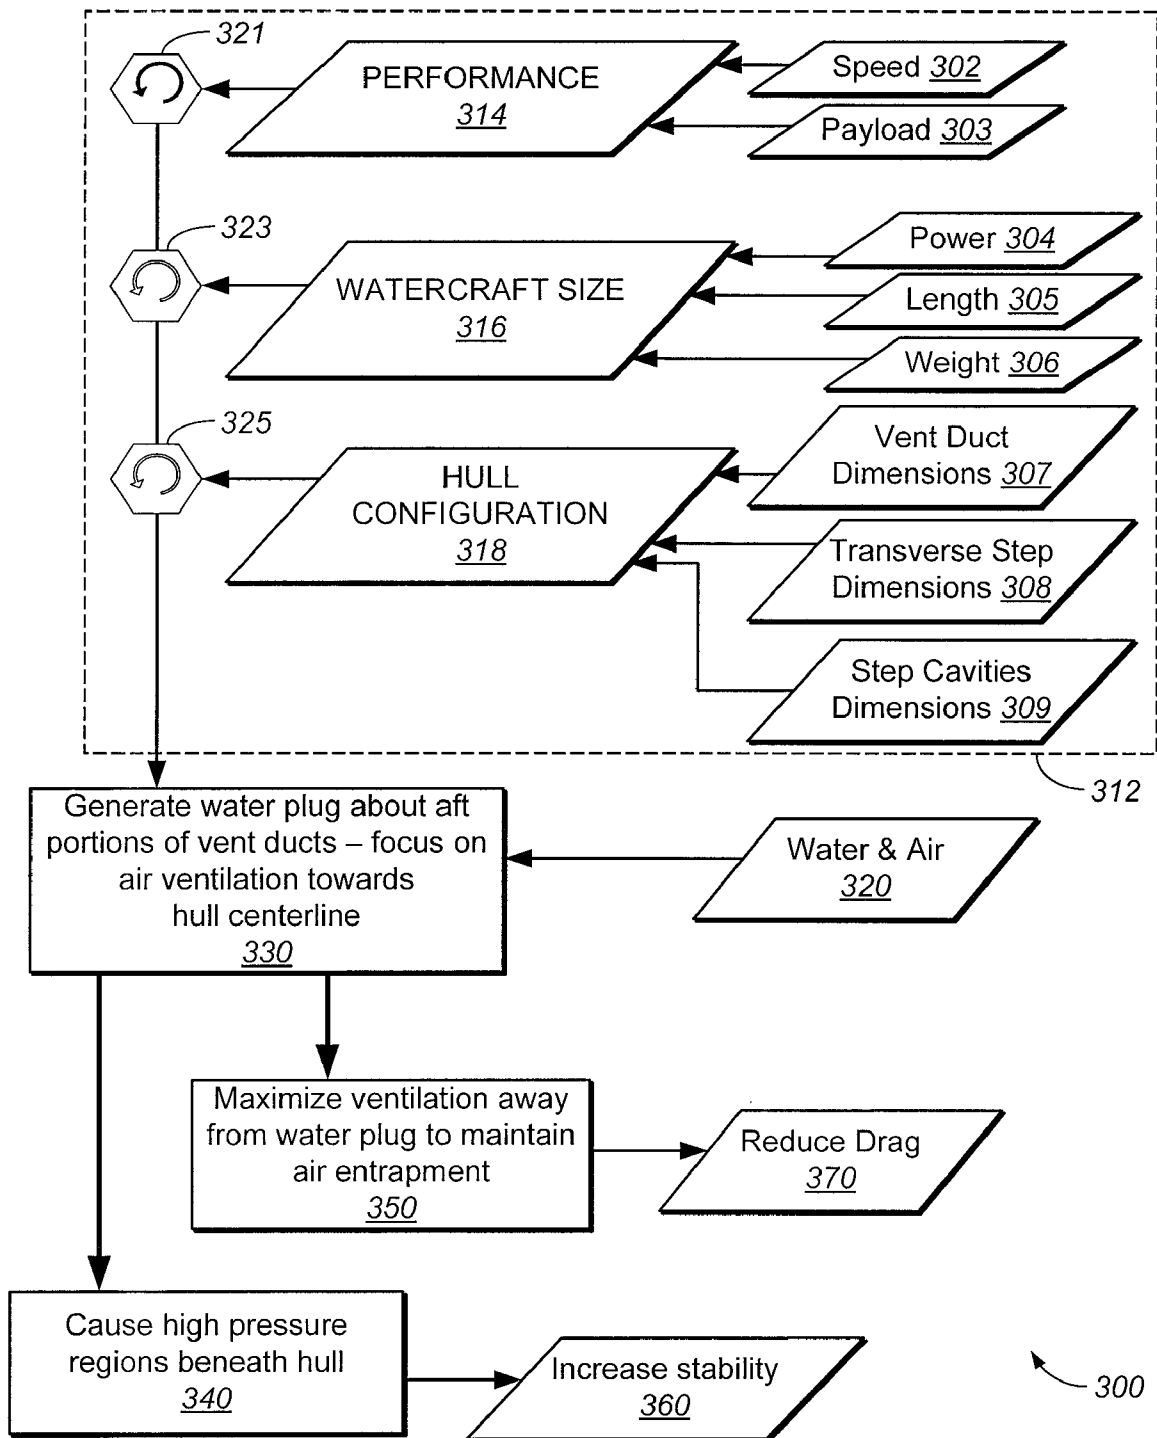 321
PERFORMANCE
314
Speed 302
Payload 303
323
WATERCRAFT SIZE
316
Power 304
Length 305
Weight 306
325
HULL
CONFIGURATION
318
Vent Duct
Dimensions 307
Transverse Step
Dimensions 308
Step Cavities
Dimensions 309
312
Generate water plug about aft
portions of vent ducts – focus on
air ventilation towards
hull centerline
330
Water & Air
320
Maximize ventilation away
from water plug to maintain
air entrapment
350
Reduce Drag
370
Cause high pressure
regions beneath hull
340
Increase stability
360
300